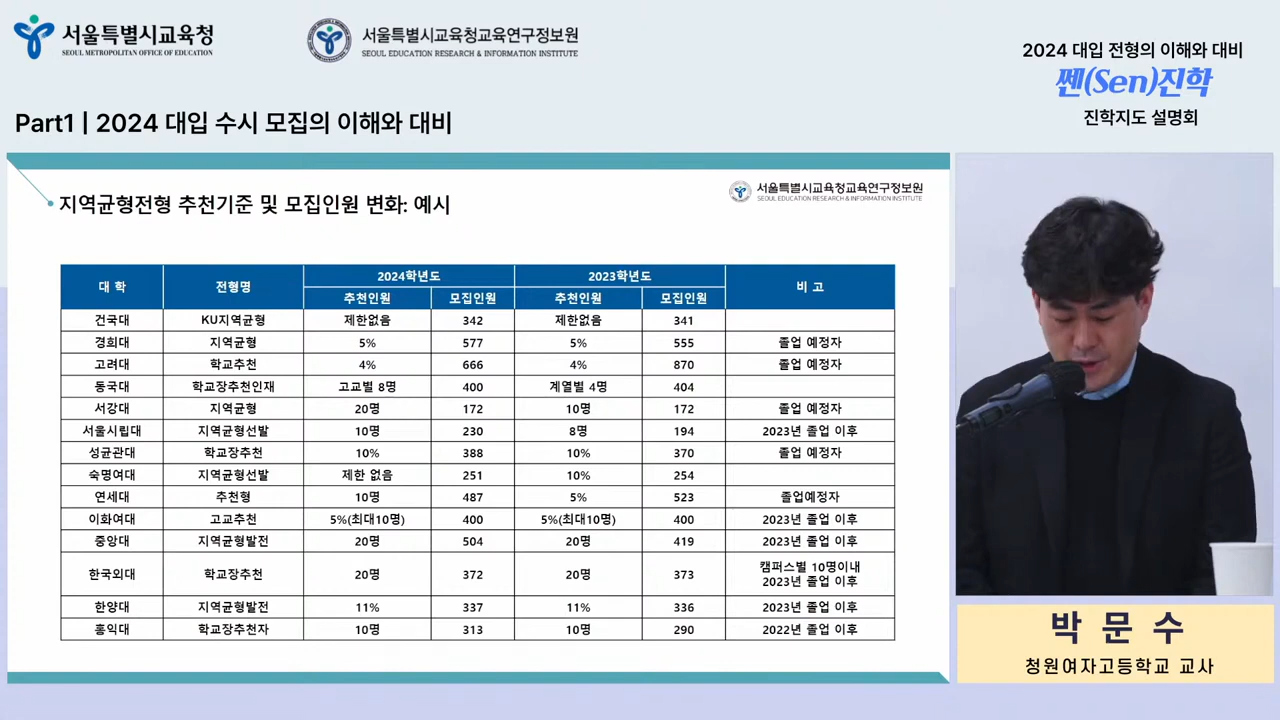 서울특별시교육청
SEOUL METROPOLITAN OFFICE OF EDUCATION
서울특별시교육청교육연구정보원
SEOUL EDUCATION RESEARCH & INFORMATION INSTITUTE
2024 대입 전형의 이해와 대비
쎈(Sen)진학
진학지도 설명회
Part1 | 2024 대입 수시 모집의 이해와 대비
지역균형전형 추천기준 및 모집인원 변화: 예시
서울특별시교육청교육연구정보원
SEOUL EDUCATION RESEARCH & INFORMATION INSTITUTE
대 학 전형명 2024학년도 2023학년도 비 고
추천인원 모집인원 추천인원 모집인원
건국대 KU지역균형 제한없음 342 제한없음 341
경희대 지역균형 5% 577 5% 555 졸업 예정자
고려대 학교추천 4% 666 4% 870 졸업 예정자
동국대 학교장추천인재 고교별 8명 400 계열별 4명 404
서강대 지역균형 20명 172 10명 172 졸업 예정자
서울시립대 지역균형선발 10명 230 8명 194 2023년 졸업 이후
성균관대 학교장추천 10% 388 10% 370 졸업 예정자
숙명여대 지역균형선발 제한 없음 251 10% 254
연세대 추천형 10명 487 5% 523 졸업예정자
이화여대 고교추천 5%(최대10명) 400 5%(최대10명) 400 2023년 졸업 이후
중앙대 지역균형발전 20명 504 20명 419 2023년 졸업 이후
한국외대 학교장추천 20명 372 20명 373 캠퍼스별 10명이내
2023년 졸업 이후
한양대 지역균형발전 11% 337 11% 336 2023년 졸업 이후
홍익대 학교장추천자 10명 313 10명 290 2022년 졸업 이후
박 문 수
청원여자고등학교 교사